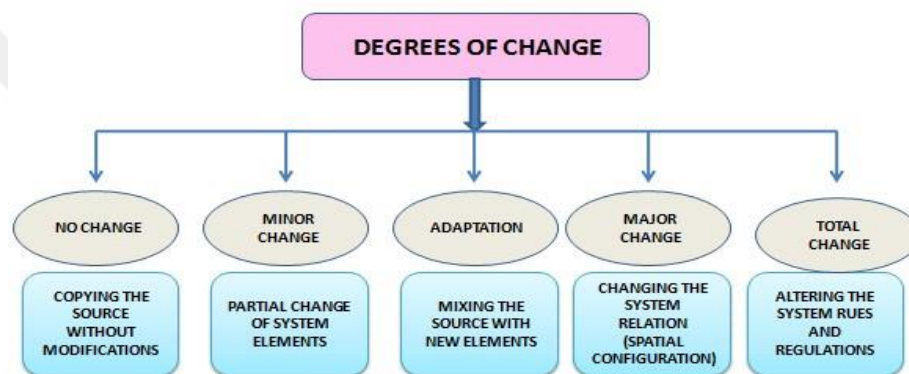 DEGREES OF CHANGE
NO CHANGE
MINOR
CHANGE
ADAPTATION
MAJOR
CHANGE
TOTAL
CHANGE
COPYING THE
SOURCE
WITHOUT
MODIFICATIONS
PARTIAL CHANGE
OF SYSTEM
ELEMENTS
MIXING THE
SOURCE WITH
NEW ELEMENTS
CHANGING THE
SYSTEM
RELATION
(SPATIAL
CONFIGURATION)
ALTERING THE
SYSTEM RUES
AND
REGULATIONS